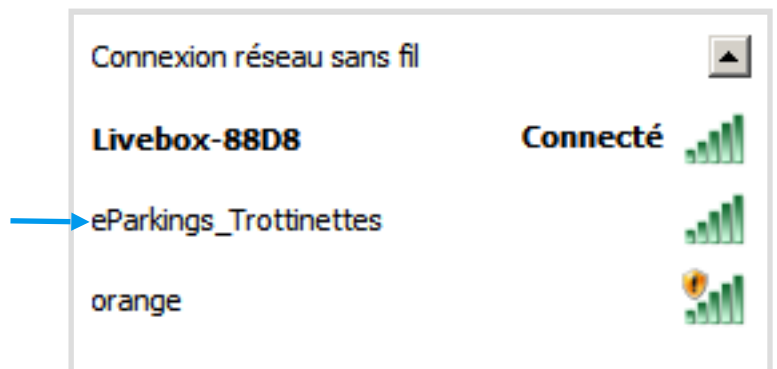 Connexion réseau sans fil
Livebox-88D8 Connecté
eParkings_Trottinettes
orange